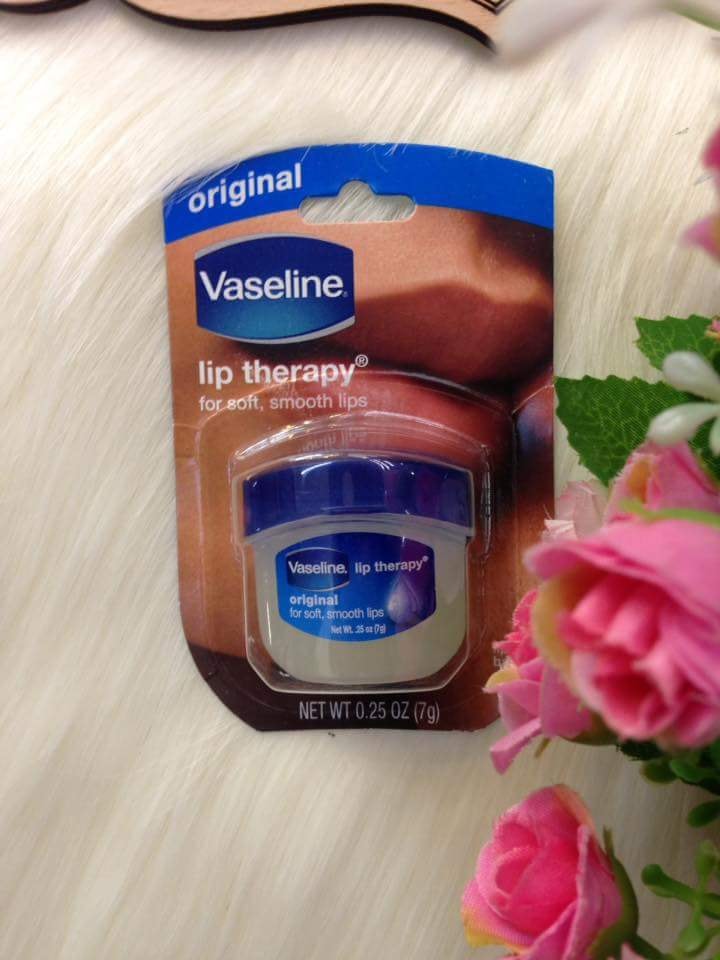 original
Vaseline®
lip therapy®
for soft, smooth lips
Vaseline. lip therapy®
original
for soft, smooth lips
Net Wt. .25 oz (7g)
NET WT 0.25 OZ (7g)